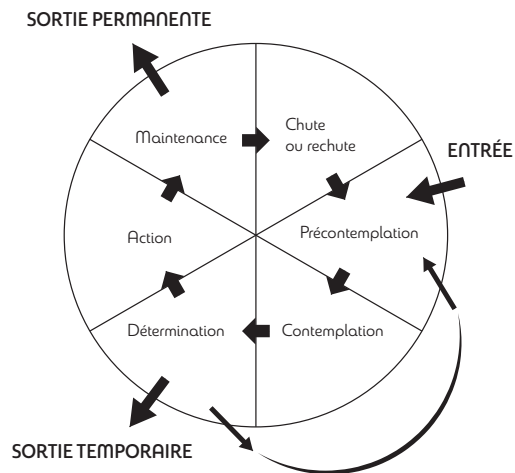 SORTIE PERMANENTE
Maintenance
Chute
ou rechute
ENTRÉE
Action
Précontemplation
Détermination
Contemplation
SORTIE TEMPORAIRE